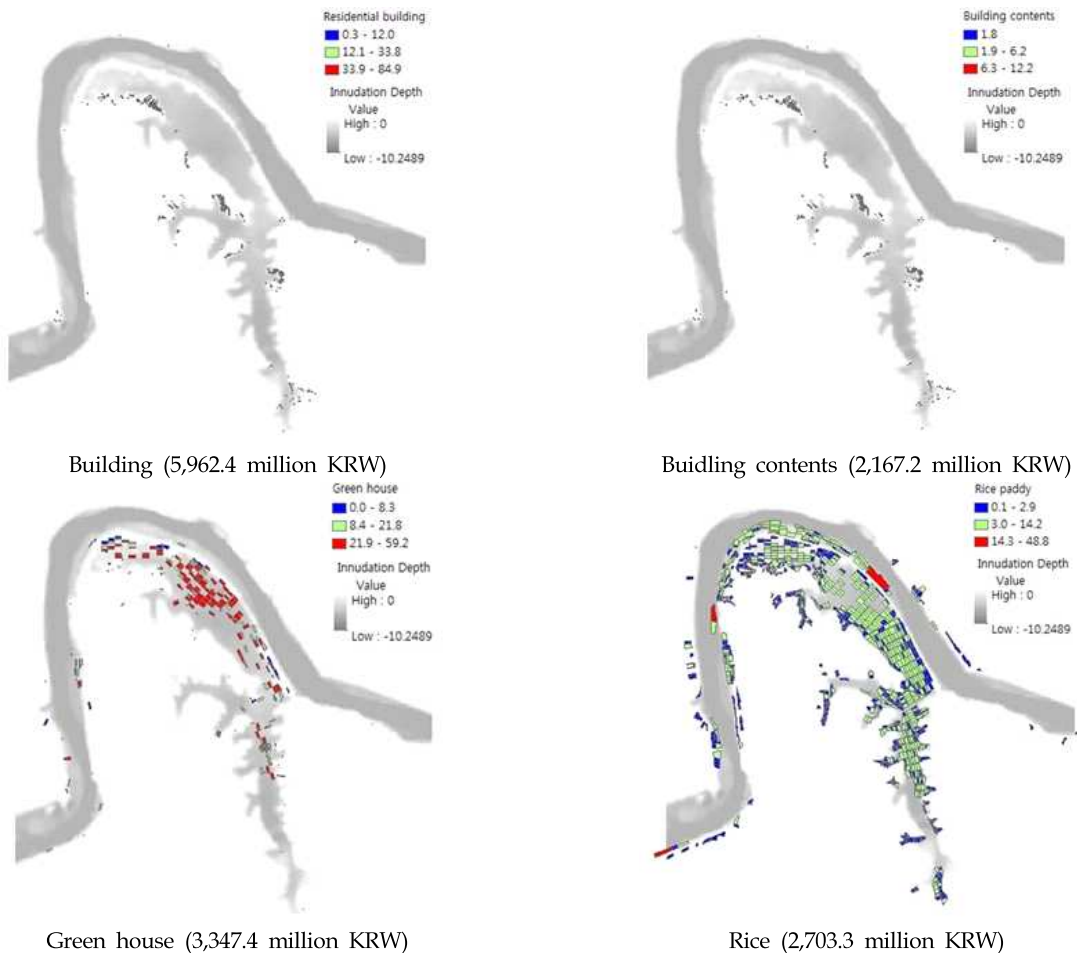 Residential building
0.3 - 12.0
12.1 - 33.8
33.9 - 84.9
Innudation Depth
Value
High : 0
Low : -10.2489
Building (5,962.4 million KRW)
Building contents
1.8
1.9 - 6.2
6.3 - 12.2
Innudation Depth
Value
High : 0
Low : -10.2489
Buidling contents (2,167.2 million KRW)
Green house
0.0 - 8.3
8.4 - 21.8
21.9 - 59.2
Innudation Depth
Value
High : 0
Low : -10.2489
Green house (3,347.4 million KRW)
Rice paddy
0.1 - 2.9
3.0 - 14.2
14.3 - 48.8
Innudation Depth
Value
High : 0
Low : -10.2489
Rice (2,703.3 million KRW)